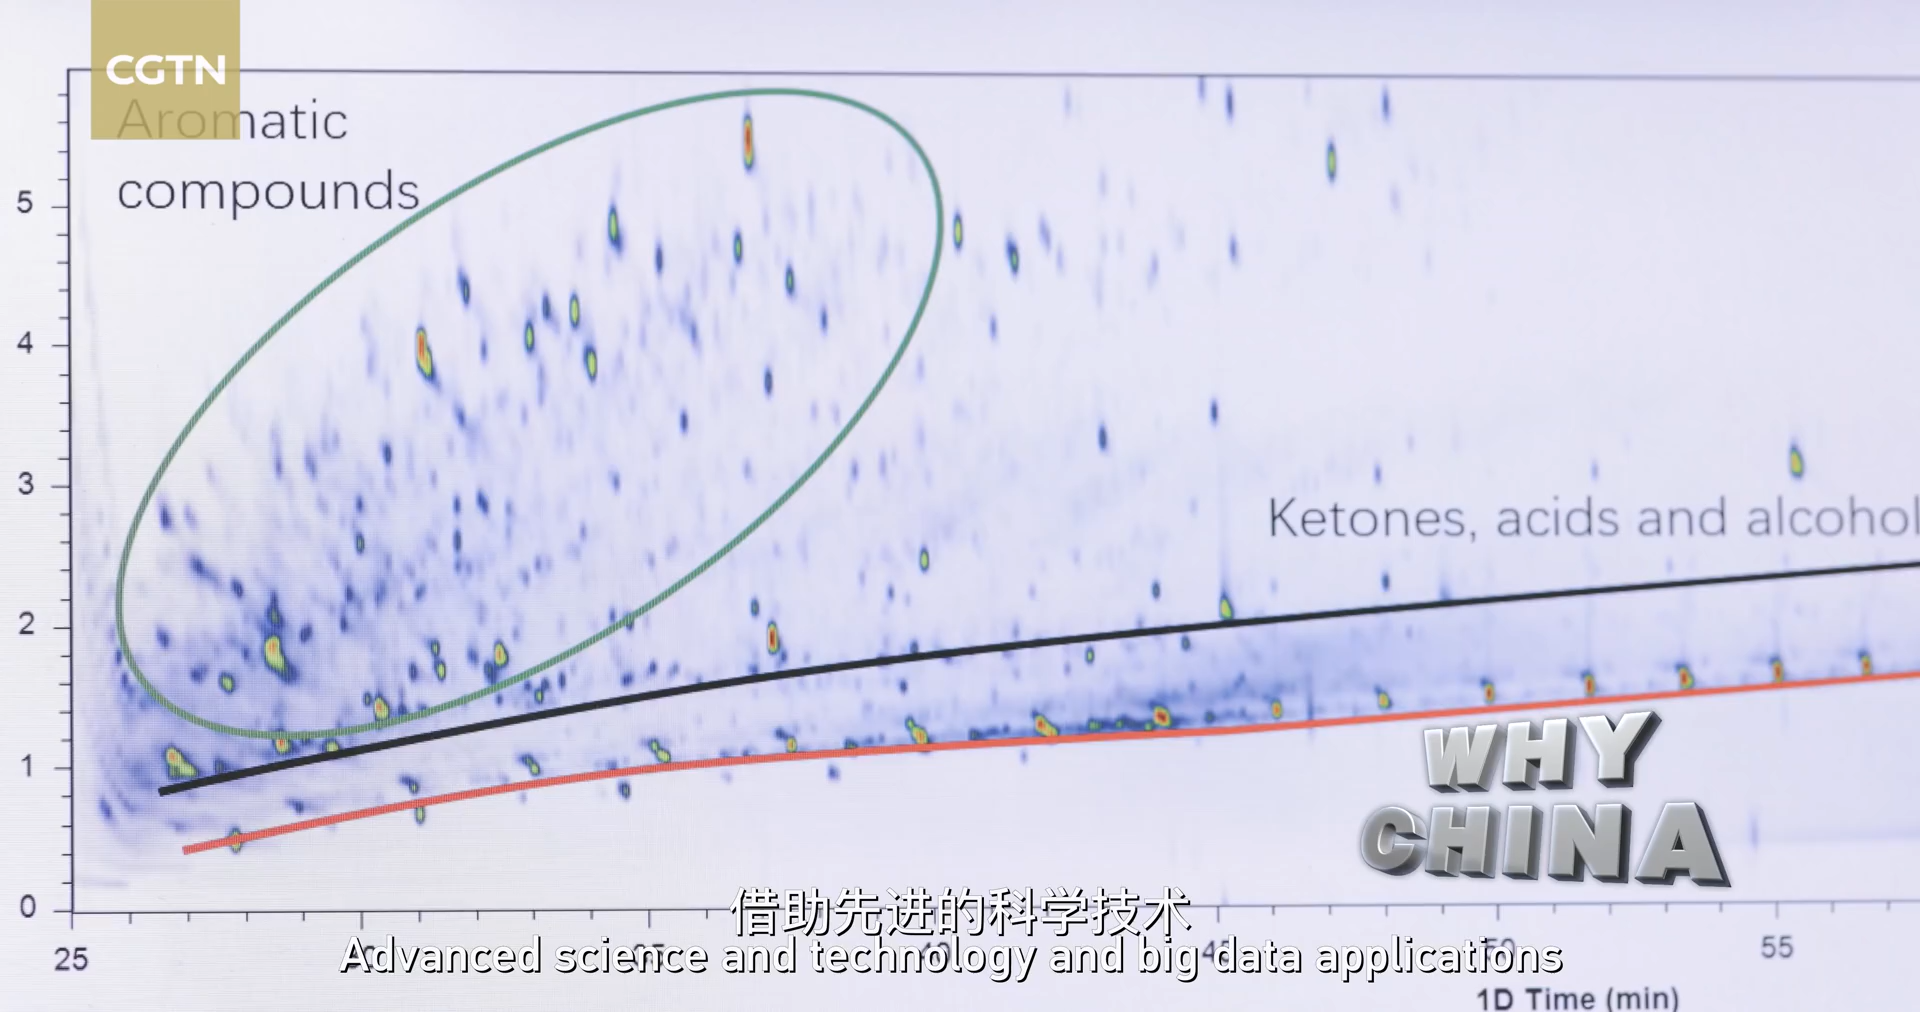 CGTN
Aromatic
compounds
5
4
3
2
1
0
Ketones, acids and alcohol
WHY
CHINA
借助先进的科学技术
Advanced science and technology and big data applications
25
55
1D Time (min)